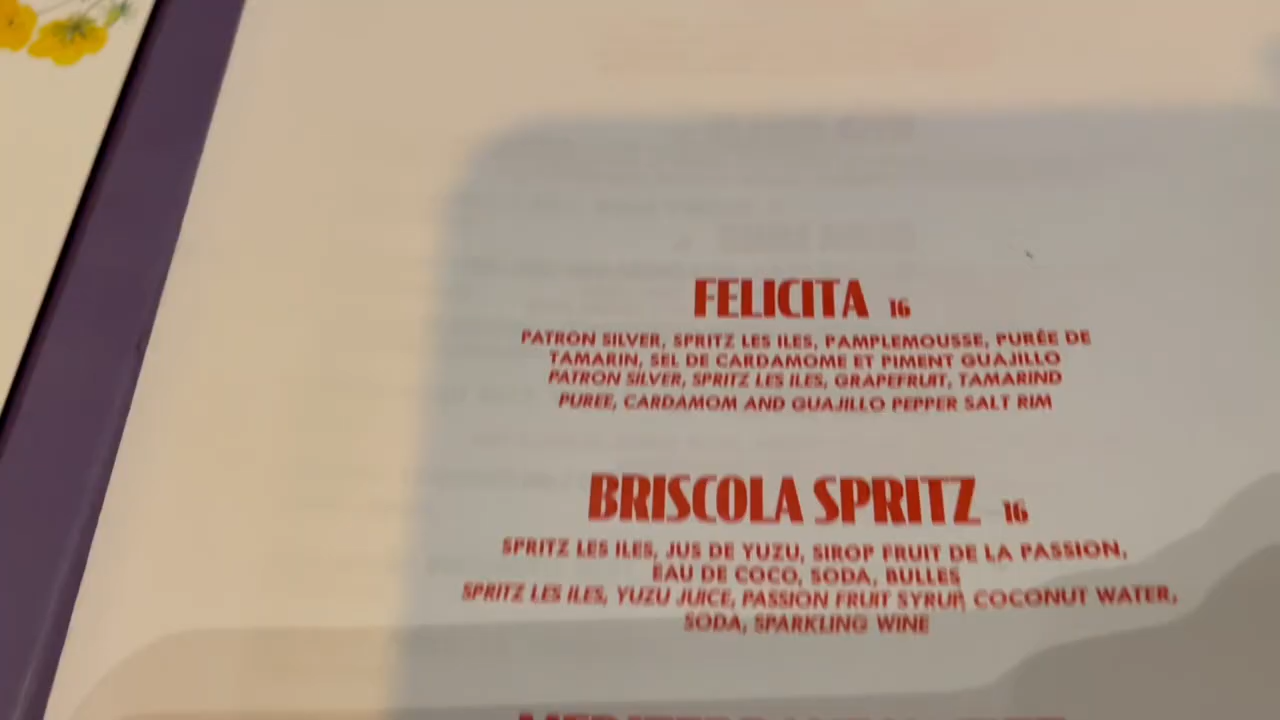 FELICITA 16
PATRON SILVER, SPRITZ LES ILES, PAMPLEMOUSSE, PURÉE DE
TAMARIN, SEL DE CARDAMOME ET PIMENT GUAJILLO
PATRON SILVER, SPRITZ LES ILES, GRAPEFRUIT, TAMARIND
PUREE, CARDAMOM AND GUAJILLO PEPPER SALT RIM
BRISCOLA SPRITZ 16
SPRITZ LES ILES, JUS DE YUZU, SIROP FRUIT DE LA PASSION,
EAU DE COCO, SODA, BULLES
SPRITZ LES ILES, YUZU JUICE, PASSION FRUIT SYRUP, COCONUT WATER,
SODA, SPARKLING WINE